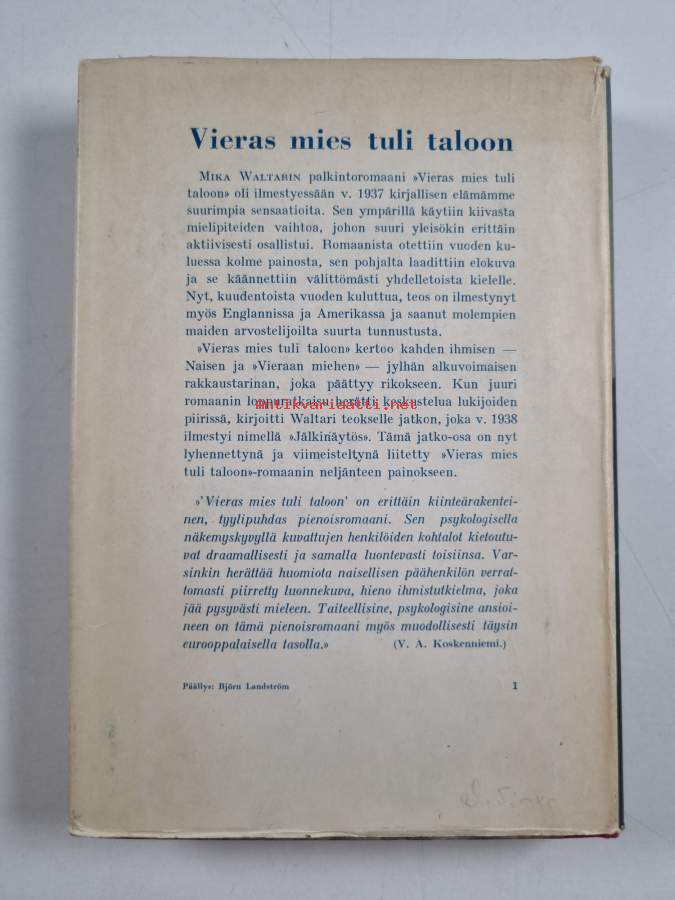 Vieras mies tuli taloon
MIKA WALTARIN palkintoromaani »Vieras mies tuli
taloon» oli ilmestyessään v. 1937 kirjallisen elämämme
suurimpia sensaatioita. Sen ympärillä käytiin kiivasta
mielipiteiden vaihtoa, johon suuri yleisökin erittäin
aktiivisesti osallistui. Romaanista otettiin vuoden ku-
luessa kolme painosta, sen pohjalta laadittiin elokuva
ja se käännettiin välittömästi yhdelletoista kielelle.
Nyt, kuudentoista vuoden kuluttua, teos on ilmestynyt
myös Englannissa ja Amerikassa ja saanut molempien
maiden arvostelijoilta suurta tunnustusta.
»Vieras mies tuli taloon» kertoo kahden ihmisen —
Naisen ja »Vieraan miehen» — jylhän alkuvoimaisen
rakkaustarinan, joka päättyy rikokseen. Kun juuri
romaanin loppuratkaisu herätti keskustelua lukijoiden
antikvariaatti.net
piirissä, kirjoitti Waltari teokselle jatkon, joka v. 1938
ilmestyi nimellä »Jälkinäytös». Tämä jatko-osa on nyt
lyhennettynä ja viimeisteltynä liitetty »Vieras mies
tuli taloon»-romaanin neljänteen painokseen.
»'Vieras mies tuli taloon' on erittäin kiinteärakentei-
nen, tyylipuhdas pienoisromaani. Sen psykologisella
näkemyskyvyllä kuvattujen henkilöiden kohtalot kietoutu-
vat draamallisesti ja samalla luontevasti toisiinsa. Var-
sinkin herättää huomiota naisellisen päähenkilön verrat-
tomasti piirretty luonnekuva, hieno ihmistutkielma, joka
jää pysyvästi mieleen. Taiteellisine, psykologisine ansioi-
neen on tämä pienoisromaani myös muodollisesti täysin
eurooppalaisella tasolla.» (V. A. Koskenniemi.)
Päällys: Björn Landström 1